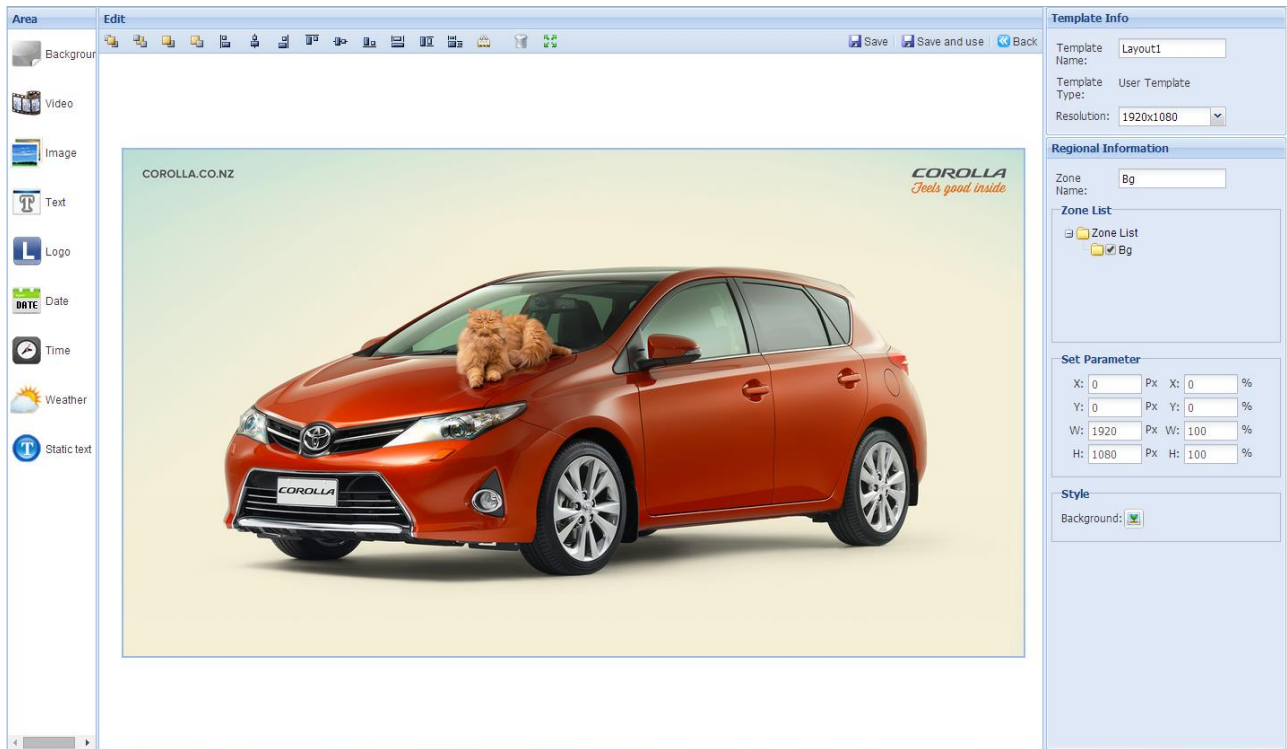 Area
Backgrour
Video
Image
Text
Logo
DATE
Date
Time
Weather
Static text
Edit
Save
Save and use
Back
COROLLA.CO.NZ
COROLLA
Feels good inside
COROLLA
Template Info
Template Name:
Layout1
Template Type:
User Template
Resolution:
1920x1080
Regional Information
Zone Name:
Bg
Zone List
Zone List
Bg
Set Parameter
X: 0 Px X: 0 %
Y: 0 Px Y: 0 %
W: 1920 Px W: 100 %
H: 1080 Px H: 100 %
Style
Background: